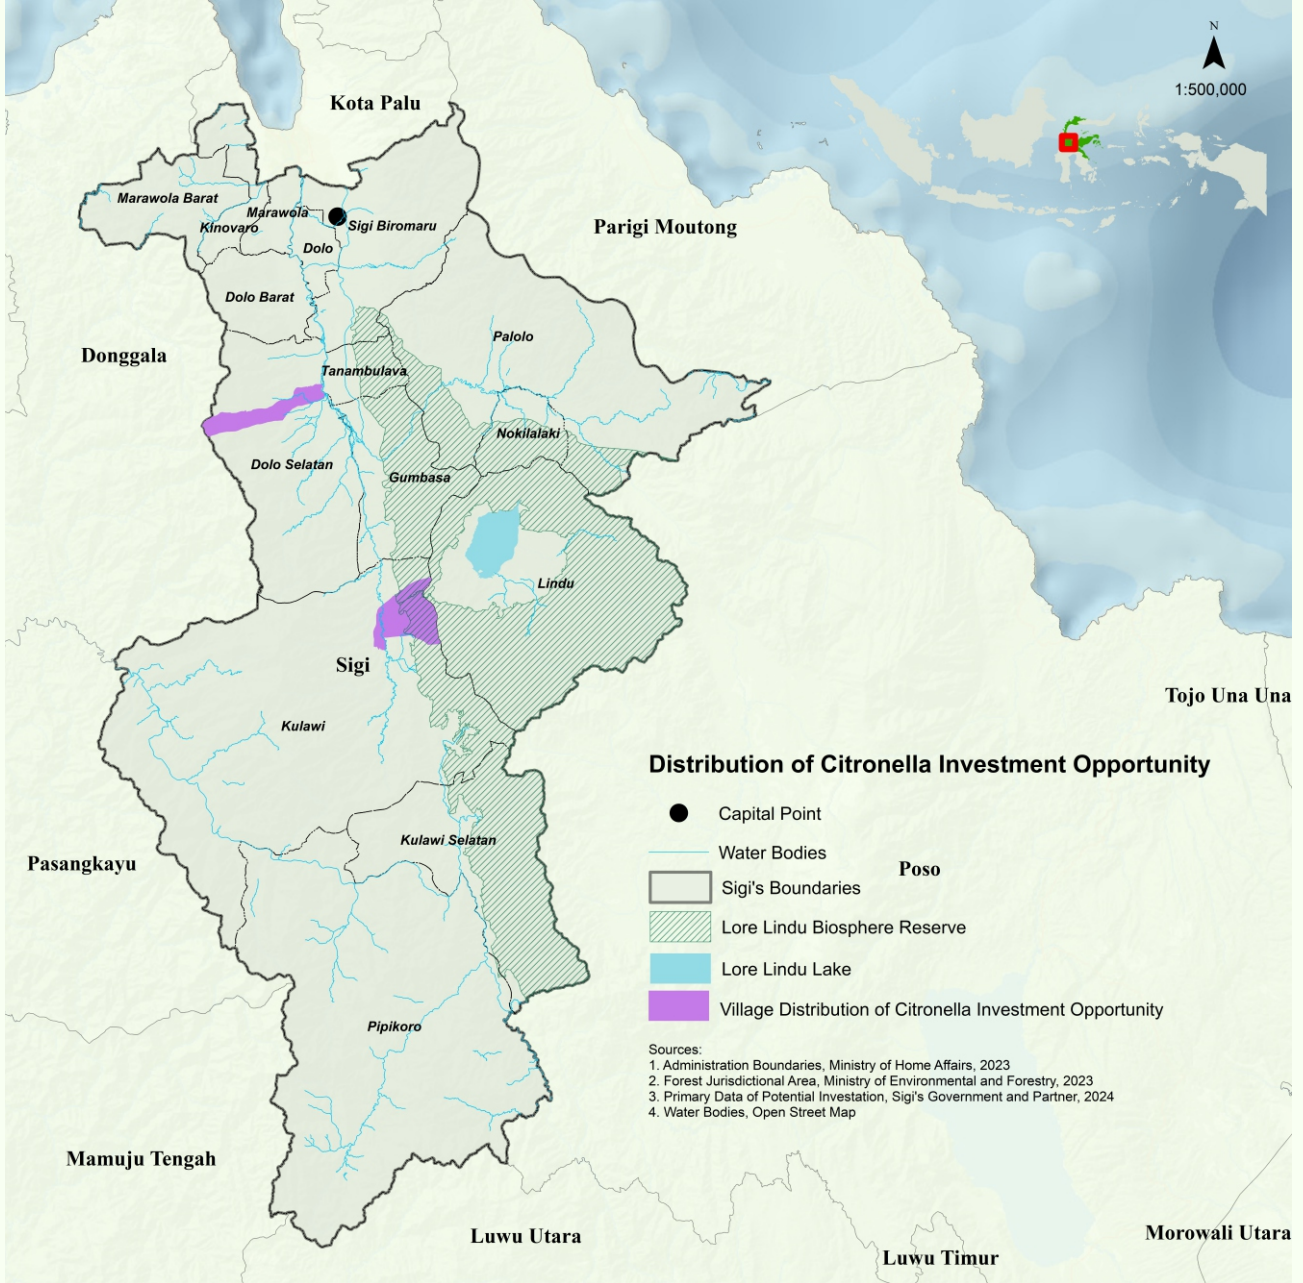 N
1:500,000
Kota Palu
Marawola Barat
Kinovaro
Marawola
Sigi Biromaru
Dolo
Parigi Moutong
Dolo Barat
Donggala
Palolo
Tanambulava
Nokilalaki
Dolo Selatan
Gumbasa
Lindu
Sigi
Tojo Una Una
Kulawi
Distribution of Citronella Investment Opportunity
Capital Point
Water Bodies
Sigi's Boundaries
Lore Lindu Biosphere Reserve
Lore Lindu Lake
Village Distribution of Citronella Investment Opportunity
Kulawi Selatan
Pasangkayu
Poso
Pipikoro
Sources:
1. Administration Boundaries, Ministry of Home Affairs, 2023
2. Forest Jurisdictional Area, Ministry of Environmental and Forestry, 2023
3. Primary Data of Potential Investation, Sigi's Government and Partner, 2024
4. Water Bodies, Open Street Map
Mamuju Tengah
Luwu Utara
Luwu Timur
Morowali Utara